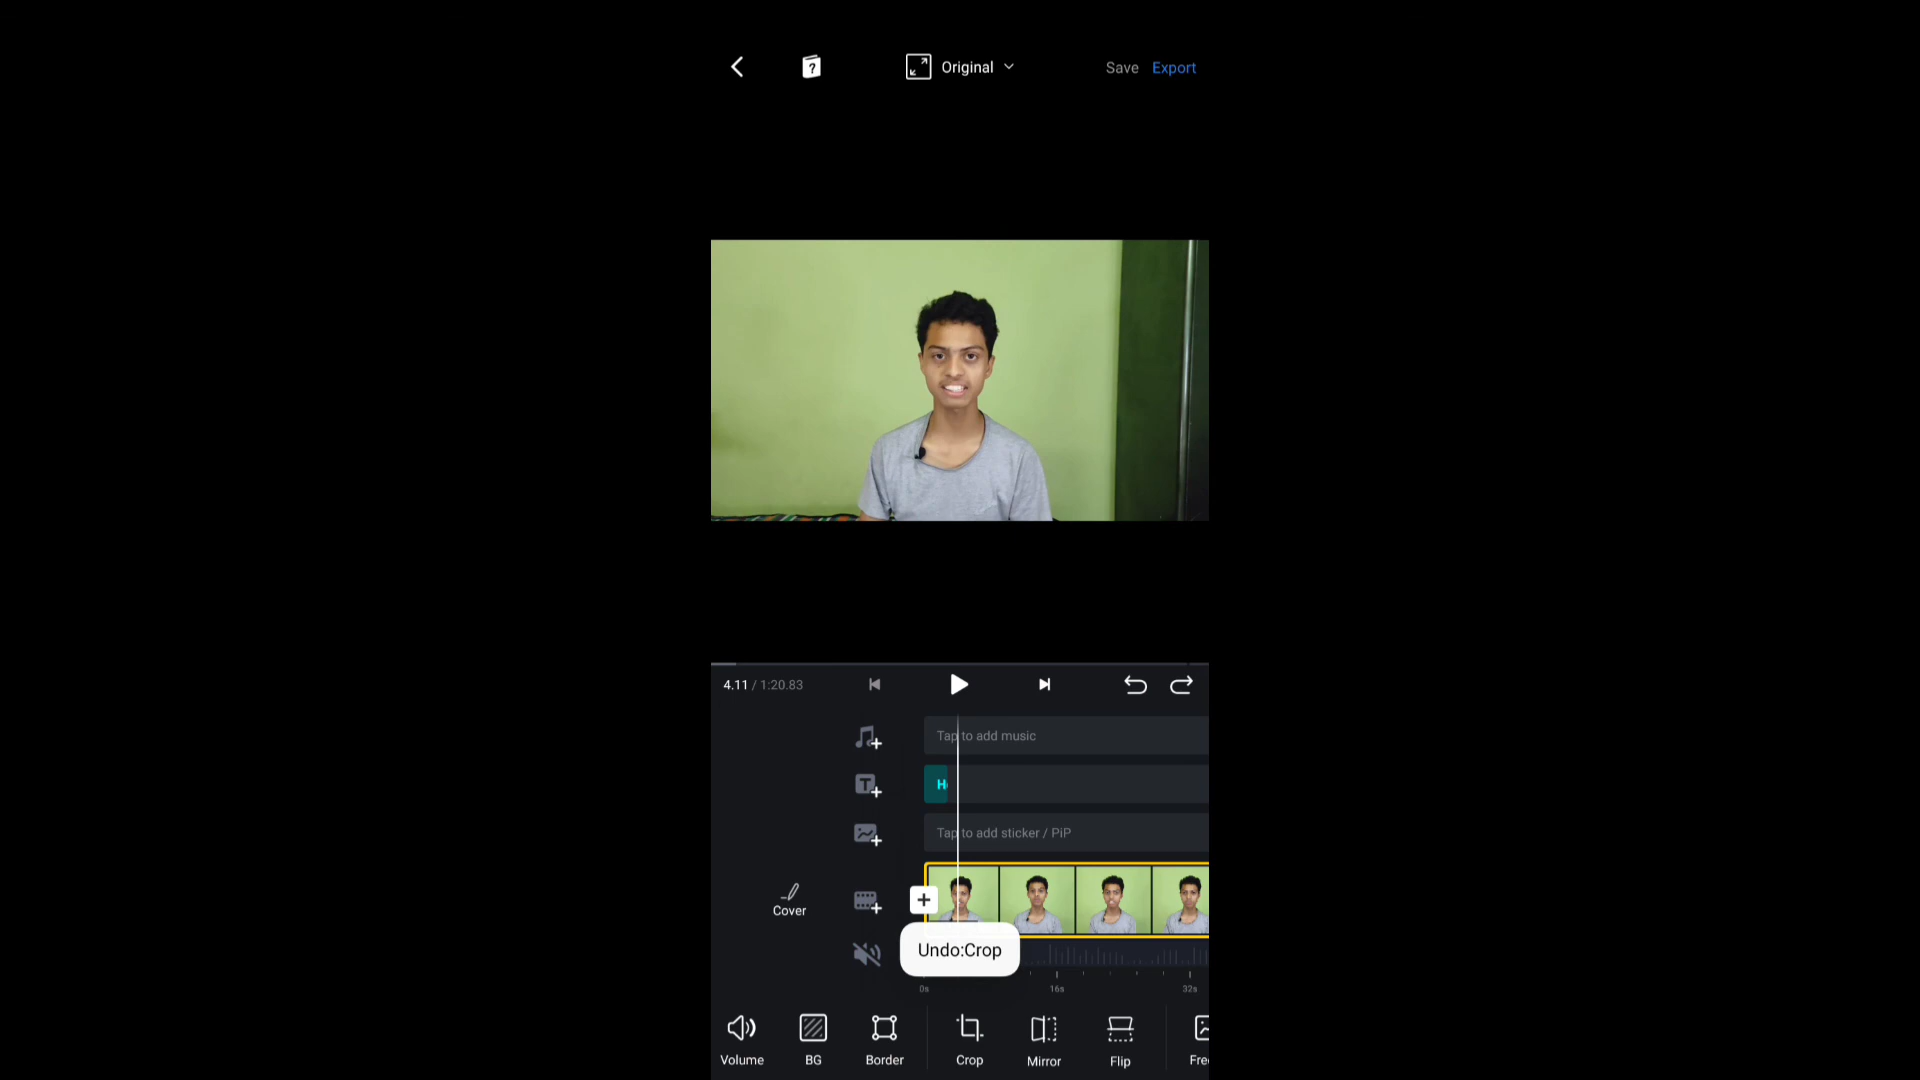 Original
Save Export
4.11 / 1:20.83
Tap to add music
H
Tap to add sticker / PiP
Cover
Undo:Crop
0s 16s 32s
Volume BG Border Crop Mirror Flip Fre